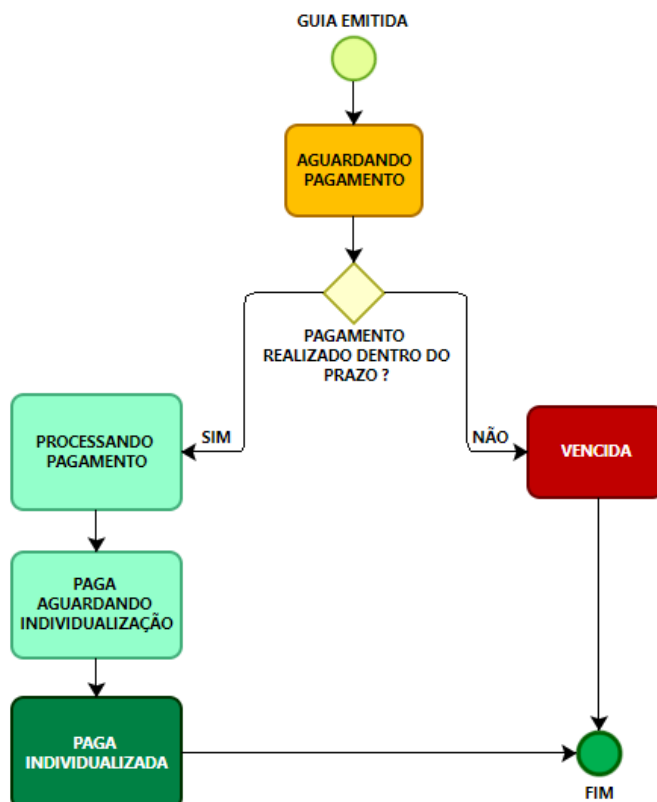 GUIA EMITIDA
AGUARDANDO
PAGAMENTO
PAGAMENTO
REALIZADO DENTRO DO
PRAZO ?
SIM
NÃO
PROCESSANDO
PAGAMENTO
VENCIDA
PAGA
AGUARDANDO
INDIVIDUALIZAÇÃO
PAGA
INDIVIDUALIZADA
FIM